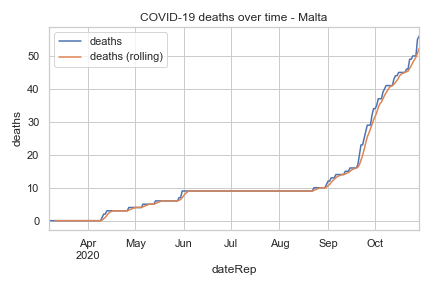 COVID-19 deaths over time - Malta
deaths
deaths (rolling)
deaths
50
40
30
20
10
0
Apr May Jun Jul Aug Sep Oct
2020
dateRep